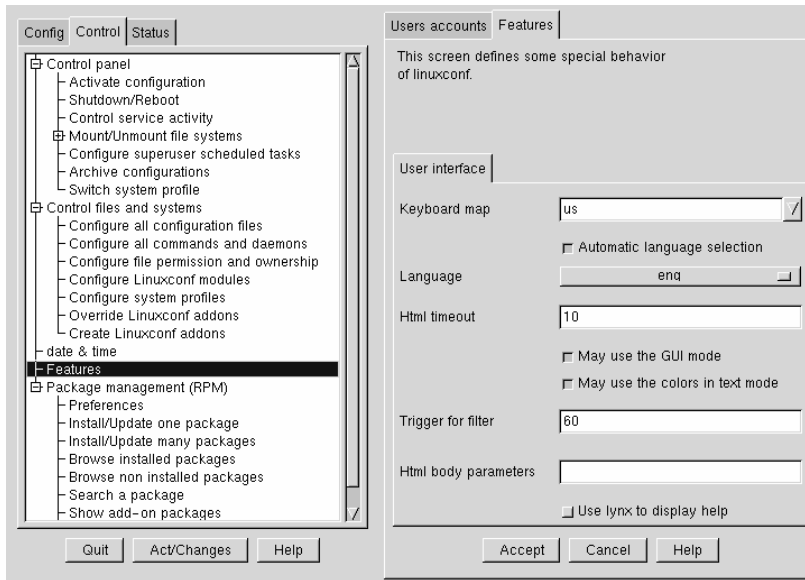 Config Control Status
Control panel
Activate configuration
Shutdown/Reboot
Control service activity
Mount/Unmount file systems
Configure superuser scheduled tasks
Archive configurations
Switch system profile
Control files and systems
Configure all configuration files
Configure all commands and daemons
Configure file permission and ownership
Configure Linuxconf modules
Configure system profiles
Override Linuxconf addons
Create Linuxconf addons
date & time
Features
Package management (RPM)
Preferences
Install/Update one package
Install/Update many packages
Browse installed packages
Browse non installed packages
Search a package
Show add-on packages
Quit Act/Changes Help
Users accounts Features
This screen defines some special behavior
of linuxconf.
User interface
Keyboard map us
Automatic language selection
Language eng
Html timeout 10
May use the GUI mode
May use the colors in text mode
Trigger for filter 60
Html body parameters
Use lynx to display help
Accept Cancel Help